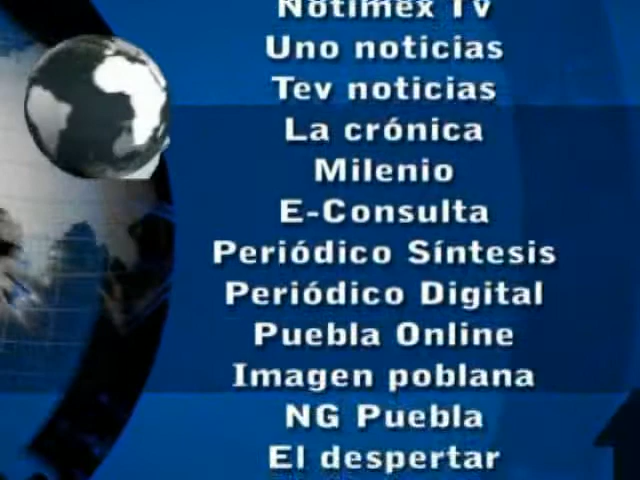 Notimex Tv
Uno noticias
Tev noticias
La crónica
Milenio
E-Consulta
Periódico Síntesis
Periódico Digital
Puebla Online
Imagen poblana
NG Puebla
El despertar